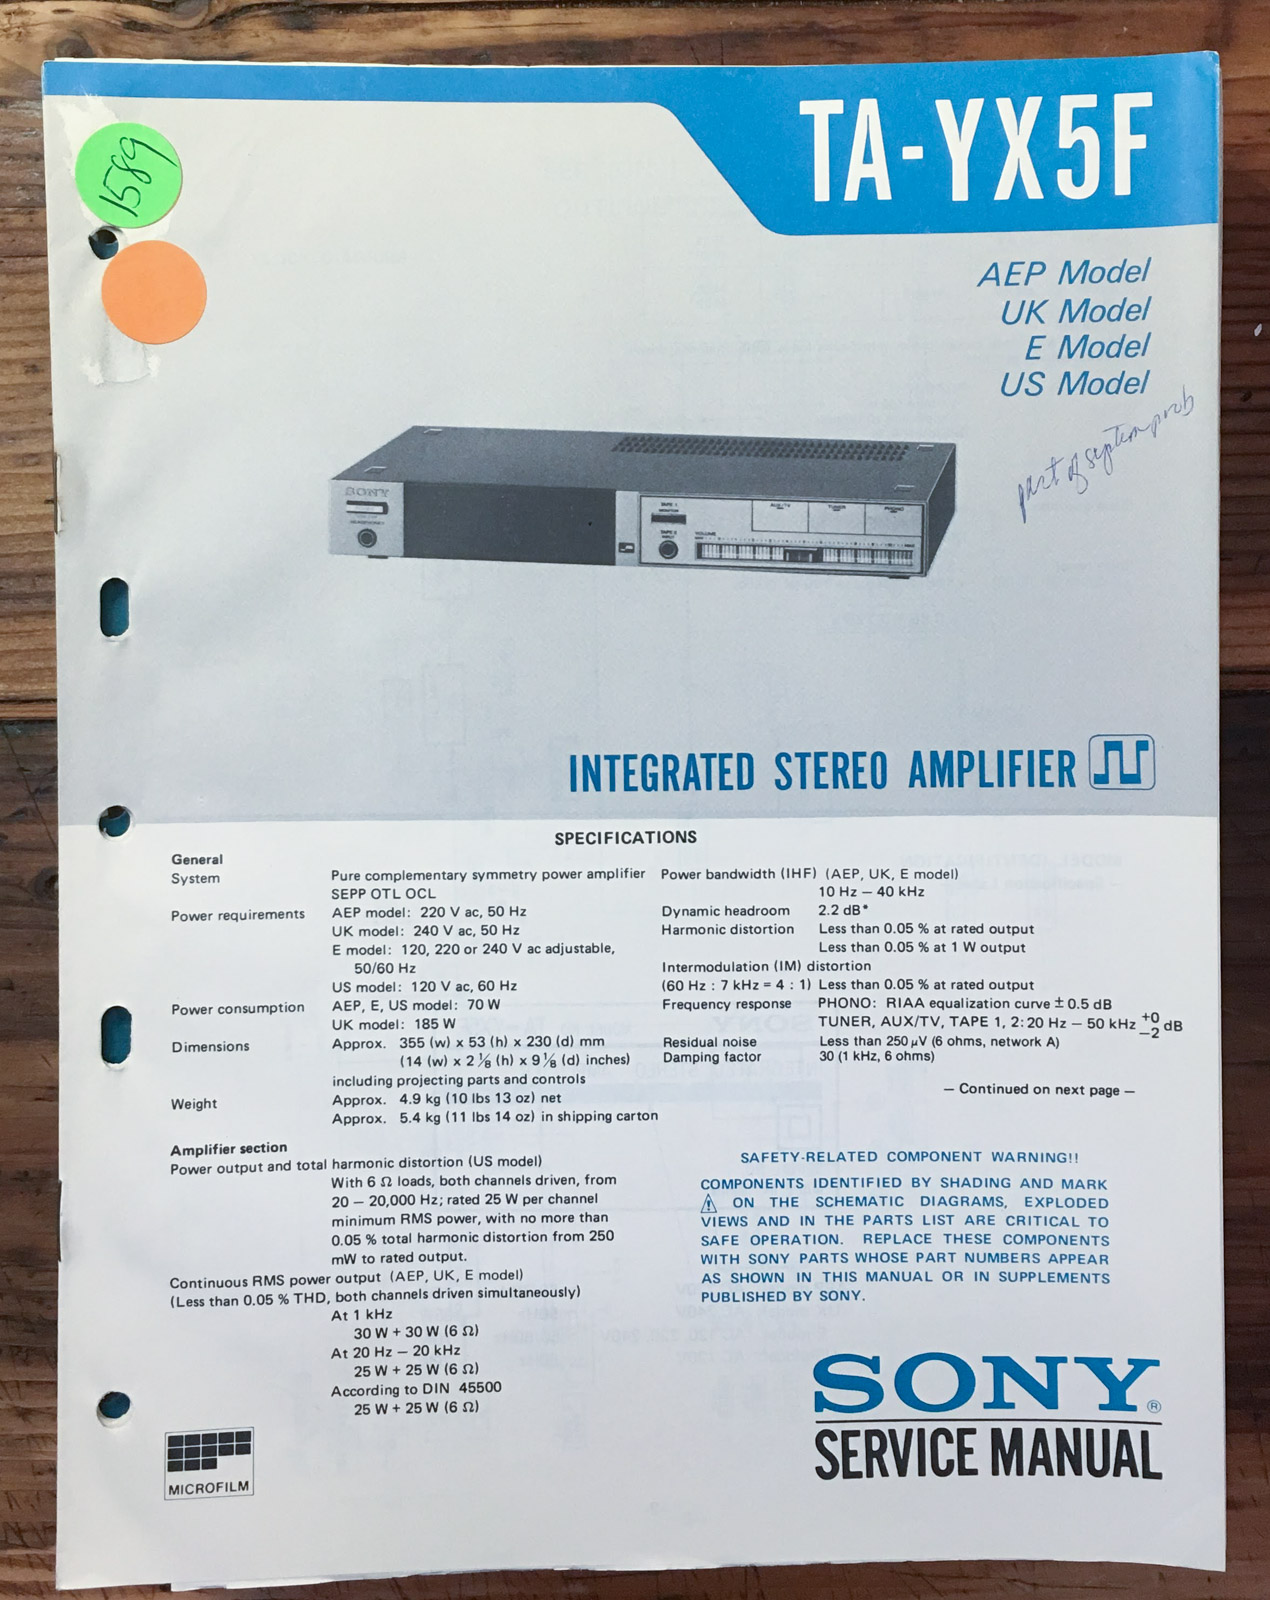 TA-YX5F
1589
AEP Model
UK Model
E Model
US Model
part of system prob
SONY
TAPE 1
MONITOR
TAPE 2
INPUT
AUX/TV
TUNER
PHONO
VOLUME
INTEGRATED STEREO AMPLIFIER
SPECIFICATIONS
General
System Pure complementary symmetry power amplifier
SEPP OTL OCL
Power requirements AEP model: 220 V ac, 50 Hz
UK model: 240 V ac, 50 Hz
E model: 120, 220 or 240 V ac adjustable,
50/60 Hz
US model: 120 V ac, 60 Hz
Power consumption AEP, E, US model: 70 W
UK model: 185 W
Dimensions Approx. 355 (w) x 53 (h) x 230 (d) mm
(14 (w) x 2 1/8 (h) x 9 1/8 (d) inches)
including projecting parts and controls
Weight Approx. 4.9 kg (10 lbs 13 oz) net
Approx. 5.4 kg (11 lbs 14 oz) in shipping carton
Amplifier section
Power output and total harmonic distortion (US model)
With 6 Ω loads, both channels driven, from
20 – 20,000 Hz; rated 25 W per channel
minimum RMS power, with no more than
0.05 % total harmonic distortion from 250
mW to rated output.
Continuous RMS power output (AEP, UK, E model)
(Less than 0.05 % THD, both channels driven simultaneously)
At 1 kHz
30 W + 30 W (6 Ω)
At 20 Hz – 20 kHz
25 W + 25 W (6 Ω)
According to DIN 45500
25 W + 25 W (6 Ω)
Power bandwidth (IHF) (AEP, UK, E model)
10 Hz – 40 kHz
Dynamic headroom 2.2 dB*
Harmonic distortion Less than 0.05 % at rated output
Less than 0.05 % at 1 W output
Intermodulation (IM) distortion
(60 Hz : 7 kHz = 4 : 1) Less than 0.05 % at rated output
Frequency response PHONO: RIAA equalization curve ± 0.5 dB
TUNER, AUX/TV, TAPE 1, 2: 20 Hz – 50 kHz +0 −2 dB
Residual noise Less than 250 μV (6 ohms, network A)
Damping factor 30 (1 kHz, 6 ohms)
– Continued on next page –
SAFETY-RELATED COMPONENT WARNING!!
COMPONENTS IDENTIFIED BY SHADING AND MARK
⚠ ON THE SCHEMATIC DIAGRAMS, EXPLODED
VIEWS AND IN THE PARTS LIST ARE CRITICAL TO
SAFE OPERATION. REPLACE THESE COMPONENTS
WITH SONY PARTS WHOSE PART NUMBERS APPEAR
AS SHOWN IN THIS MANUAL OR IN SUPPLEMENTS
PUBLISHED BY SONY.
SONY®
SERVICE MANUAL
MICROFILM